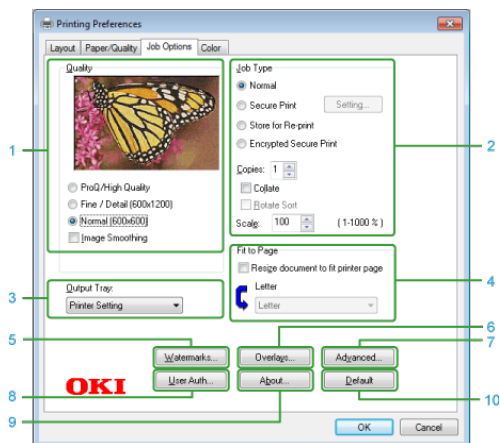 Printing Preferences
Layout Paper/Quality Job Options Color
Quality
ProQ/High Quality
Fine / Detail (600x1200)
Normal (600x600)
Image Smoothing
Job Type
Normal
Secure Print Setting...
Store for Re-print
Encrypted Secure Print
Copies: 1
Collate
Rotate Sort
Scale: 100 (1-1000 %)
Output Tray:
Printer Setting
Fit to Page
Resize document to fit printer page
Letter
Letter
Watermarks... Overlays... Advanced...
User Auth... About... Default
OKI
OK Cancel
1
2
3
4
5
6
7
8
9
10